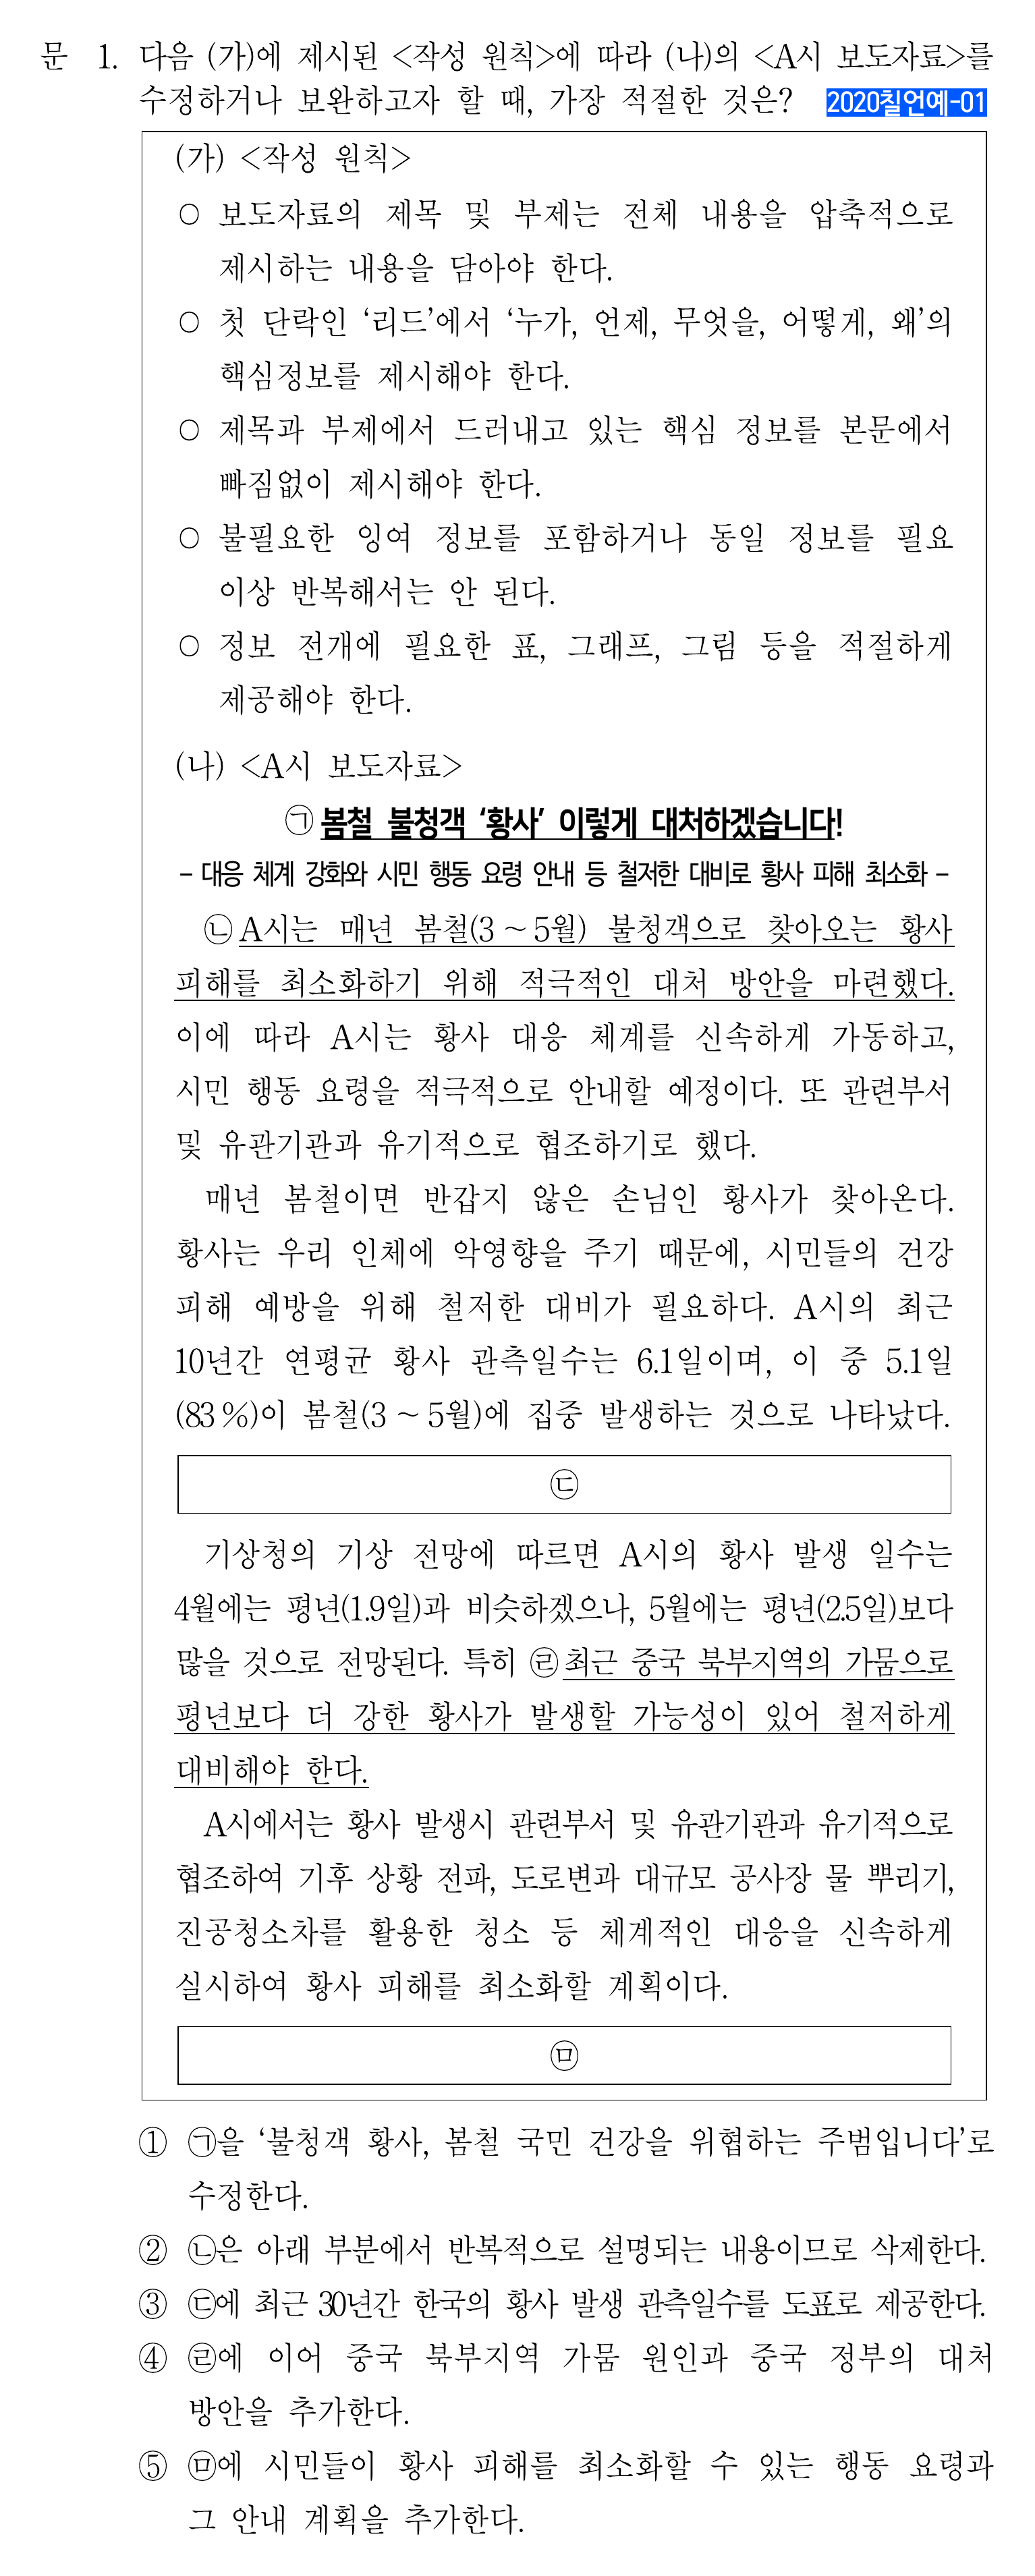 문 1. 다음 (가)에 제시된 <작성 원칙>에 따라 (나)의 <A시 보도자료>를
수정하거나 보완하고자 할 때, 가장 적절한 것은? 2020칠언예-01
(가) <작성 원칙>
○ 보도자료의 제목 및 부제는 전체 내용을 압축적으로
제시하는 내용을 담아야 한다.
○ 첫 단락인 ‘리드’에서 ‘누가, 언제, 무엇을, 어떻게, 왜’의
핵심정보를 제시해야 한다.
○ 제목과 부제에서 드러내고 있는 핵심 정보를 본문에서
빠짐없이 제시해야 한다.
○ 불필요한 잉여 정보를 포함하거나 동일 정보를 필요
이상 반복해서는 안 된다.
○ 정보 전개에 필요한 표, 그래프, 그림 등을 적절하게
제공해야 한다.
(나) <A시 보도자료>
㉠ 봄철 불청객 ‘황사’ 이렇게 대처하겠습니다!
- 대응 체계 강화와 시민 행동 요령 안내 등 철저한 대비로 황사 피해 최소화 -
㉡ A시는 매년 봄철(3 ~ 5월) 불청객으로 찾아오는 황사
피해를 최소화하기 위해 적극적인 대처 방안을 마련했다.
이에 따라 A시는 황사 대응 체계를 신속하게 가동하고,
시민 행동 요령을 적극적으로 안내할 예정이다. 또 관련부서
및 유관기관과 유기적으로 협조하기로 했다.
매년 봄철이면 반갑지 않은 손님인 황사가 찾아온다.
황사는 우리 인체에 악영향을 주기 때문에, 시민들의 건강
피해 예방을 위해 철저한 대비가 필요하다. A시의 최근
10년간 연평균 황사 관측일수는 6.1일이며, 이 중 5.1일
(83 %)이 봄철(3 ~ 5월)에 집중 발생하는 것으로 나타났다.
㉢
기상청의 기상 전망에 따르면 A시의 황사 발생 일수는
4월에는 평년(1.9일)과 비슷하겠으나, 5월에는 평년(2.5일)보다
많을 것으로 전망된다. 특히 ㉣ 최근 중국 북부지역의 가뭄으로
평년보다 더 강한 황사가 발생할 가능성이 있어 철저하게
대비해야 한다.
A시에서는 황사 발생시 관련부서 및 유관기관과 유기적으로
협조하여 기후 상황 전파, 도로변과 대규모 공사장 물 뿌리기,
진공청소차를 활용한 청소 등 체계적인 대응을 신속하게
실시하여 황사 피해를 최소화할 계획이다.
㉤
① ㉠을 ‘불청객 황사, 봄철 국민 건강을 위협하는 주범입니다’로
수정한다.
② ㉡은 아래 부분에서 반복적으로 설명되는 내용이므로 삭제한다.
③ ㉢에 최근 30년간 한국의 황사 발생 관측일수를 도표로 제공한다.
④ ㉣에 이어 중국 북부지역 가뭄 원인과 중국 정부의 대처
방안을 추가한다.
⑤ ㉤에 시민들이 황사 피해를 최소화할 수 있는 행동 요령과
그 안내 계획을 추가한다.